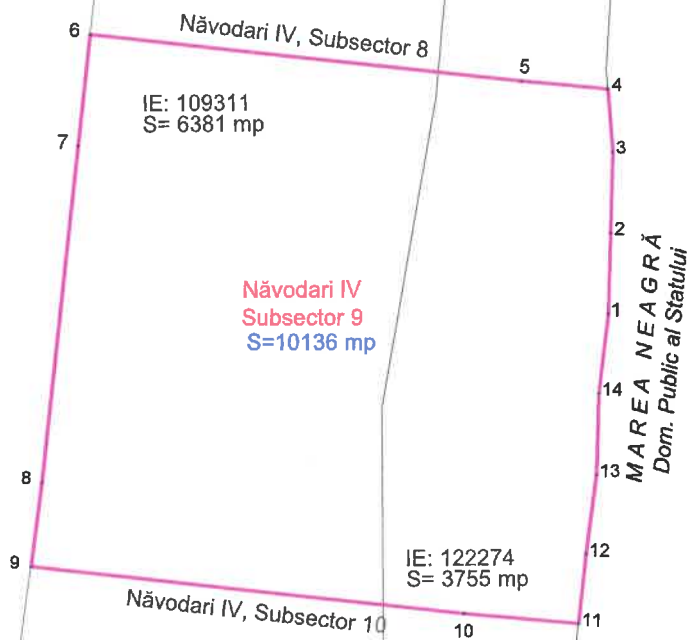 6
Năvodari IV, Subsector 8
5
4
IE: 109311
S= 6381 mp
7
3
2
MAREA NEAGRĂ
Dom. Public al Statului
Năvodari IV
Subsector 9
S=10136 mp
1
14
13
8
12
IE: 122274
S= 3755 mp
9
Năvodari IV, Subsector 10
10
11